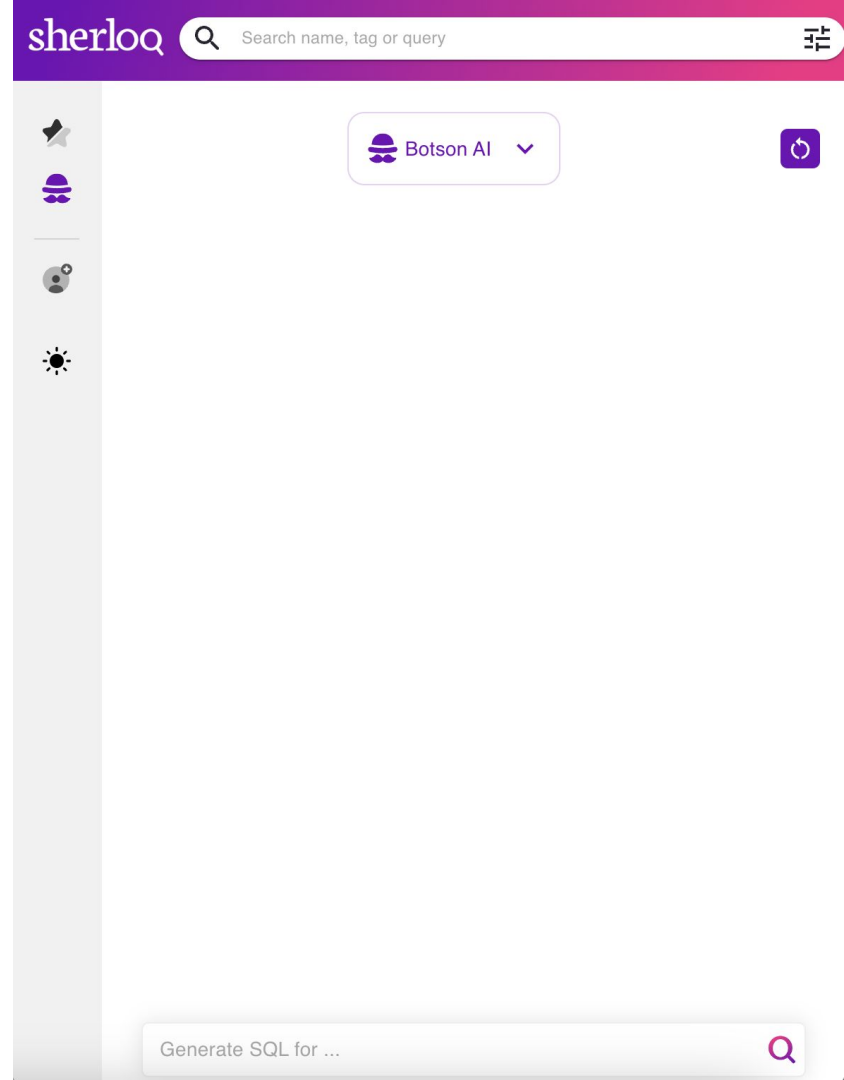 sherloq
Search name, tag or query
Botson AI
Generate SQL for ...